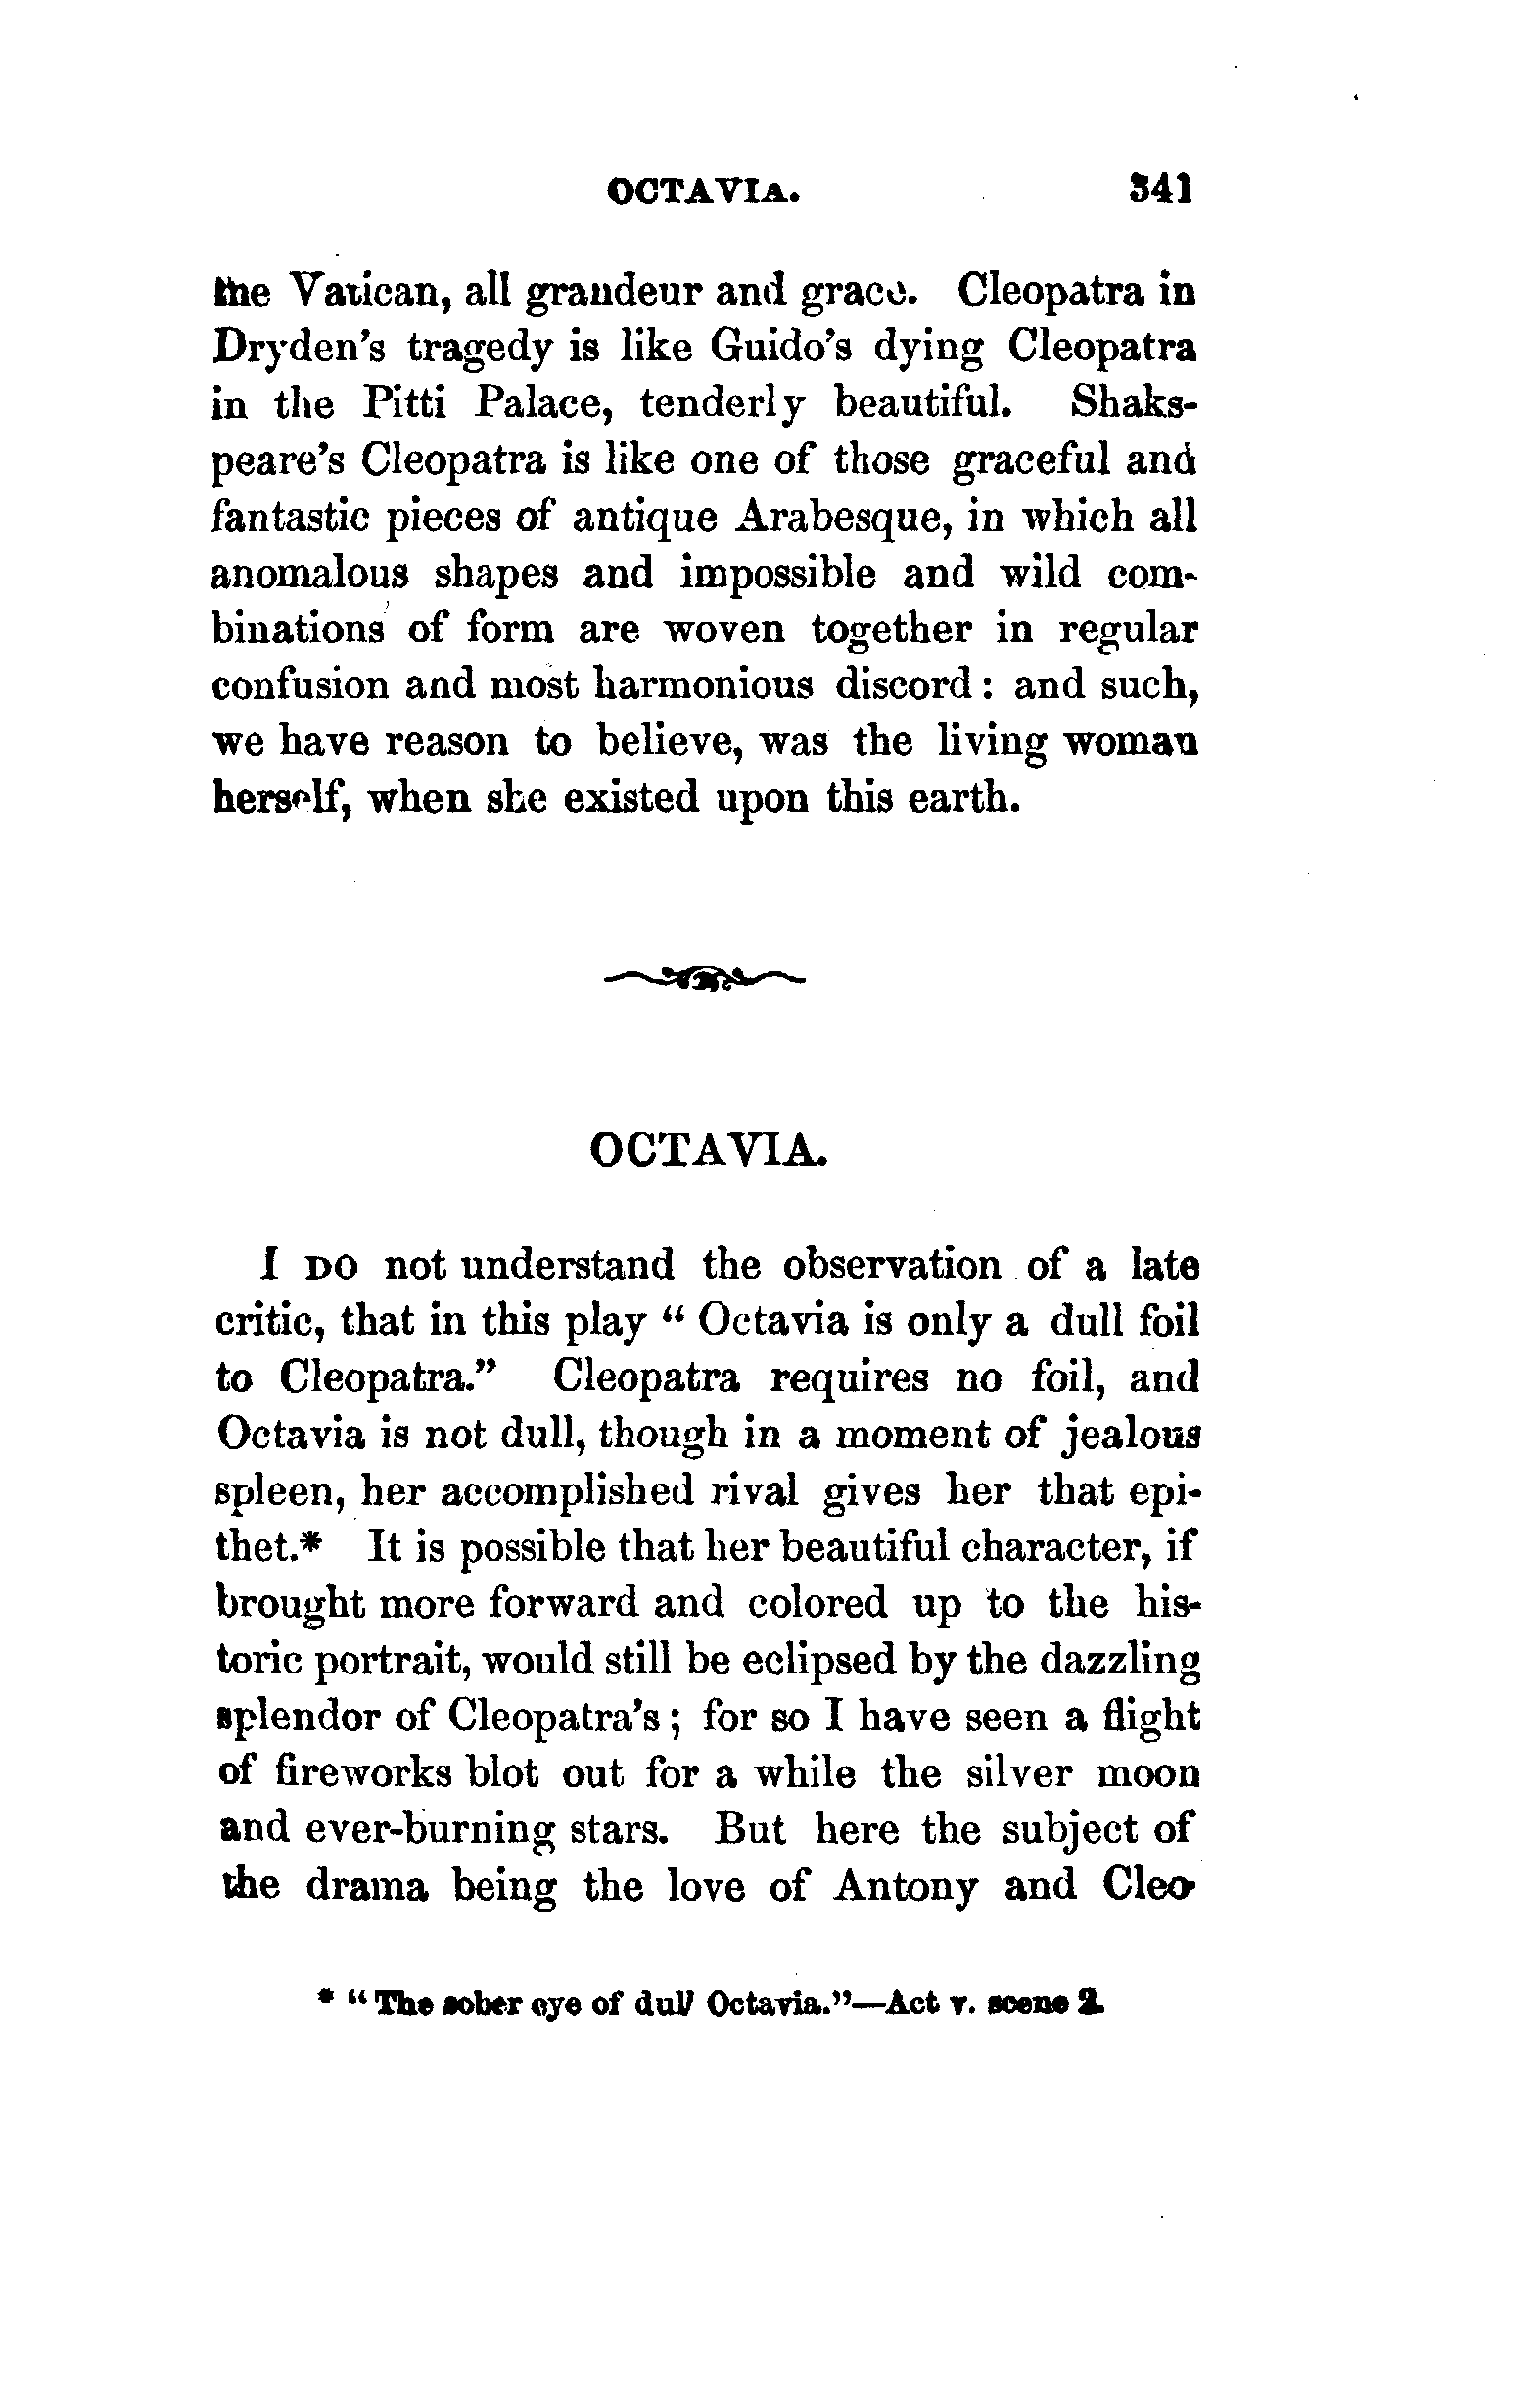 OCTAVIA. 341
the Vatican, all grandeur and grace. Cleopatra in
Dryden's tragedy is like Guido's dying Cleopatra
in the Pitti Palace, tenderly beautiful. Shaks-
peare's Cleopatra is like one of those graceful and
fantastic pieces of antique Arabesque, in which all
anomalous shapes and impossible and wild com-
binations of form are woven together in regular
confusion and most harmonious discord: and such,
we have reason to believe, was the living woman
herself, when she existed upon this earth.
OCTAVIA.
I DO not understand the observation of a late
critic, that in this play “ Octavia is only a dull foil
to Cleopatra.” Cleopatra requires no foil, and
Octavia is not dull, though in a moment of jealous
spleen, her accomplished rival gives her that epi-
thet.* It is possible that her beautiful character, if
brought more forward and colored up to the his-
toric portrait, would still be eclipsed by the dazzling
splendor of Cleopatra's; for so I have seen a flight
of fireworks blot out for a while the silver moon
and ever-burning stars. But here the subject of
the drama being the love of Antony and Cleo-
* “ The sober eye of dull Octavia.”—Act v. scene 2.